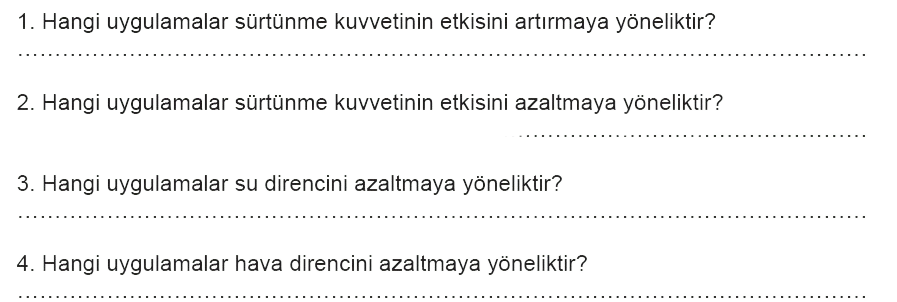 1. Hangi uygulamalar sürtünme kuvvetinin etkisini artırmaya yöneliktir?
2. Hangi uygulamalar sürtünme kuvvetinin etkisini azaltmaya yöneliktir?
3. Hangi uygulamalar su direncini azaltmaya yöneliktir?
4. Hangi uygulamalar hava direncini azaltmaya yöneliktir?